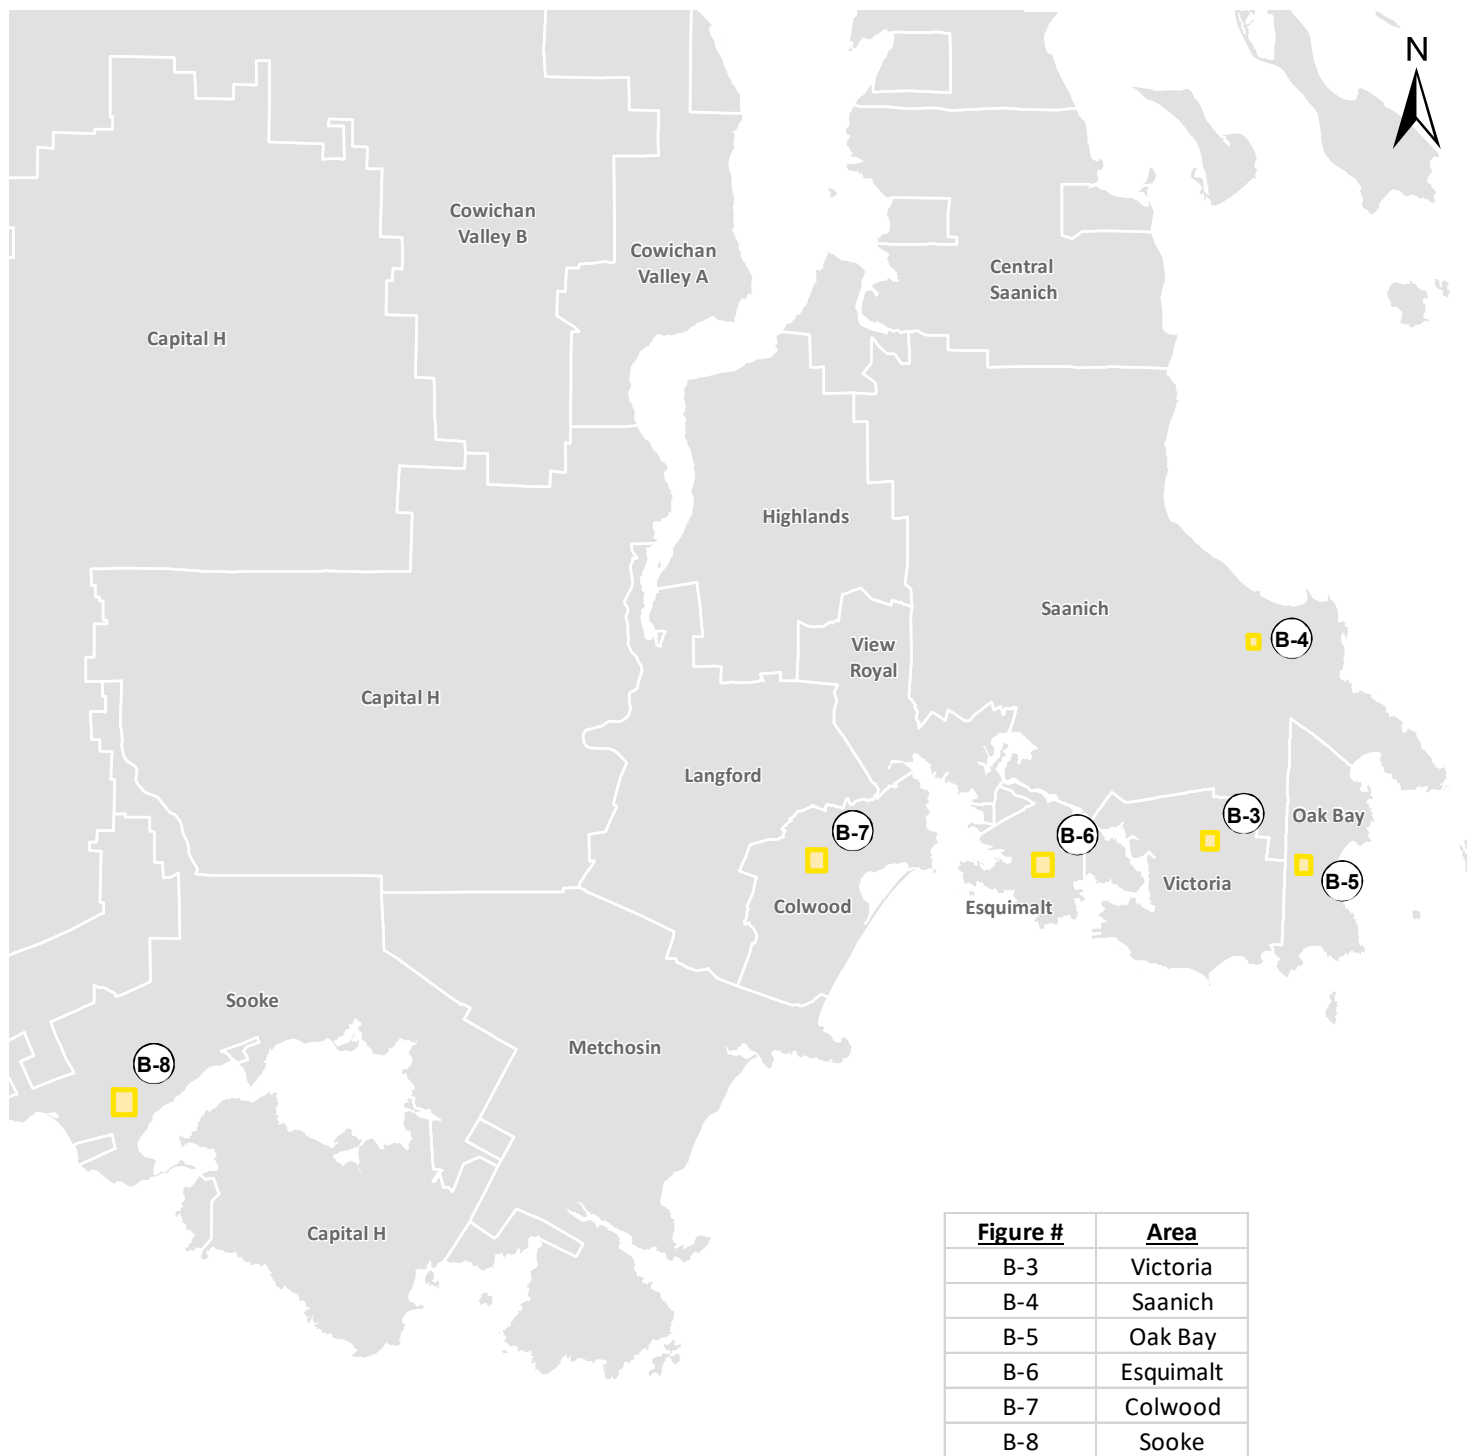 N
Cowichan
Valley B
Cowichan
Valley A
Central
Saanich
Capital H
Highlands
Saanich
B-4
View
Royal
Capital H
Langford
B-3
Oak Bay
B-7
B-6
B-5
Victoria
Colwood
Esquimalt
Sooke
Metchosin
B-8
Capital H
Figure # Area
B-3 Victoria
B-4 Saanich
B-5 Oak Bay
B-6 Esquimalt
B-7 Colwood
B-8 Sooke